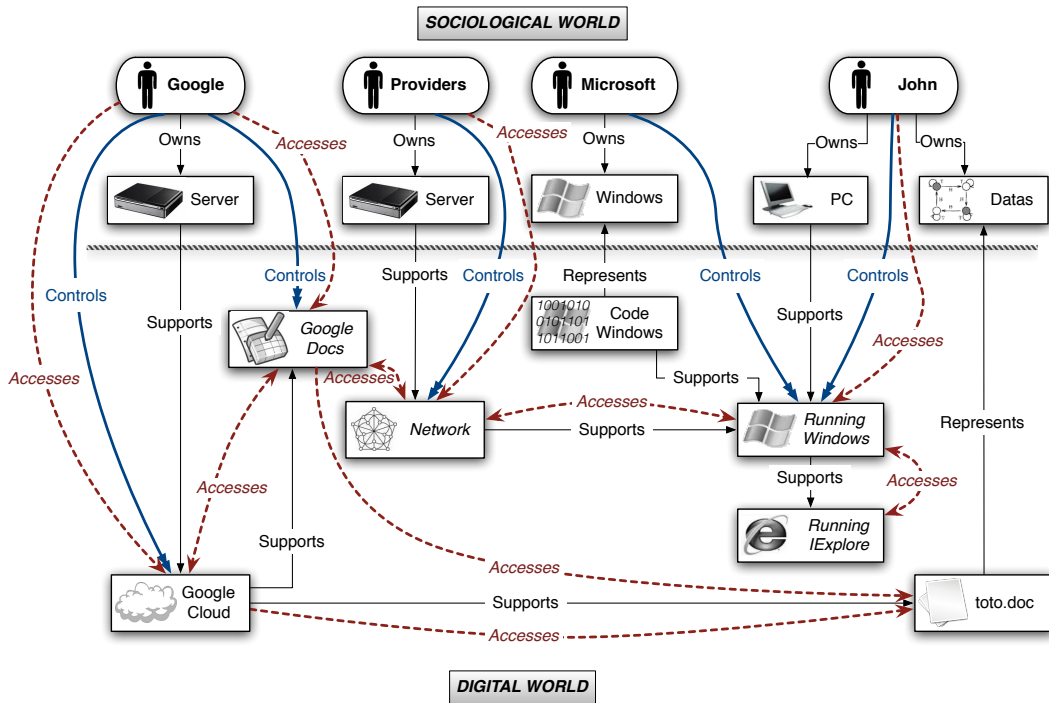 SOCIOLOGICAL WORLD
Google
Providers
Microsoft
John
Accesses
Owns
Owns
Owns
Owns
Owns
Server
Server
Windows
PC
Datas
Controls
Supports
Controls
Represents
Controls
Controls
Supports
Supports
1001010
0101101
1011001
Code
Windows
Google
Docs
Accesses
Accesses
Accesses
Supports
Accesses
Network
Supports
Running
Windows
Represents
Accesses
Supports
Accesses
Running
IExplore
Supports
Accesses
Google
Cloud
Supports
toto.doc
Accesses
DIGITAL WORLD